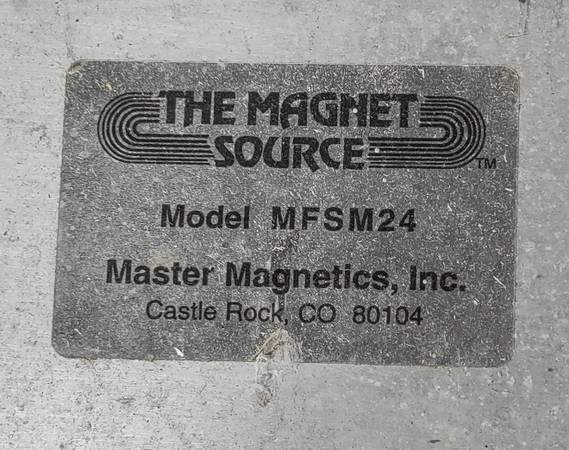 THE MAGNET
SOURCE
TM
Model MFSM24
Master Magnetics, Inc.
Castle Rock, CO 80104